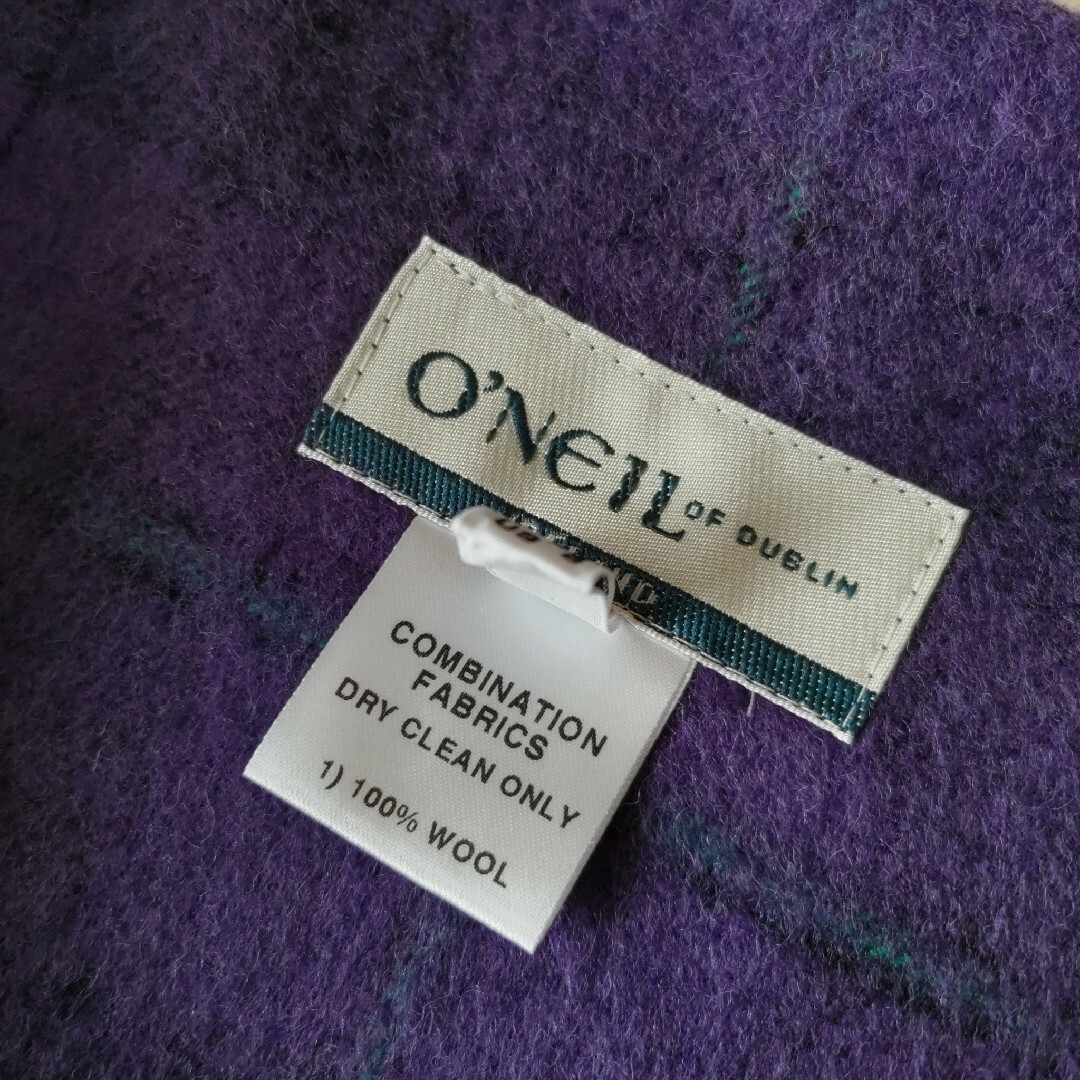 O'NEIL OF DUBLIN
COMBINATION
FABRICS
DRY CLEAN ONLY
1) 100% WOOL